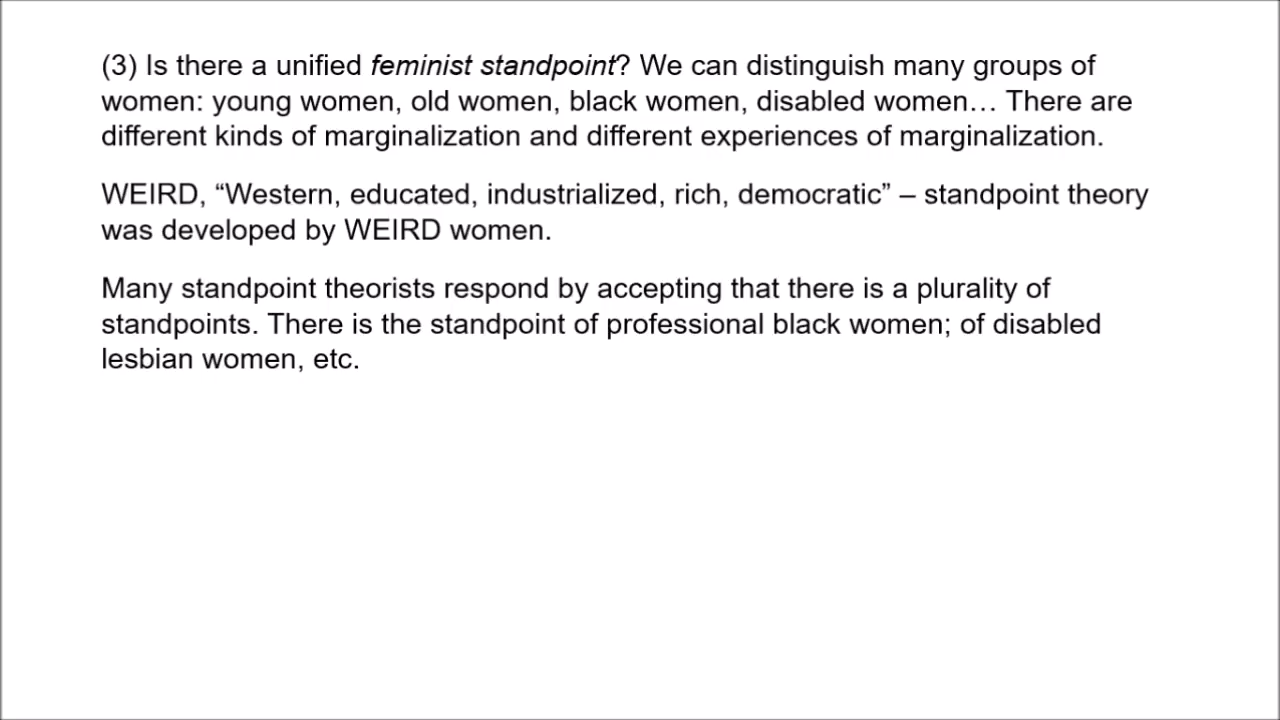 (3) Is there a unified feminist standpoint? We can distinguish many groups of
women: young women, old women, black women, disabled women… There are
different kinds of marginalization and different experiences of marginalization.
WEIRD, “Western, educated, industrialized, rich, democratic” – standpoint theory
was developed by WEIRD women.
Many standpoint theorists respond by accepting that there is a plurality of
standpoints. There is the standpoint of professional black women; of disabled
lesbian women, etc.